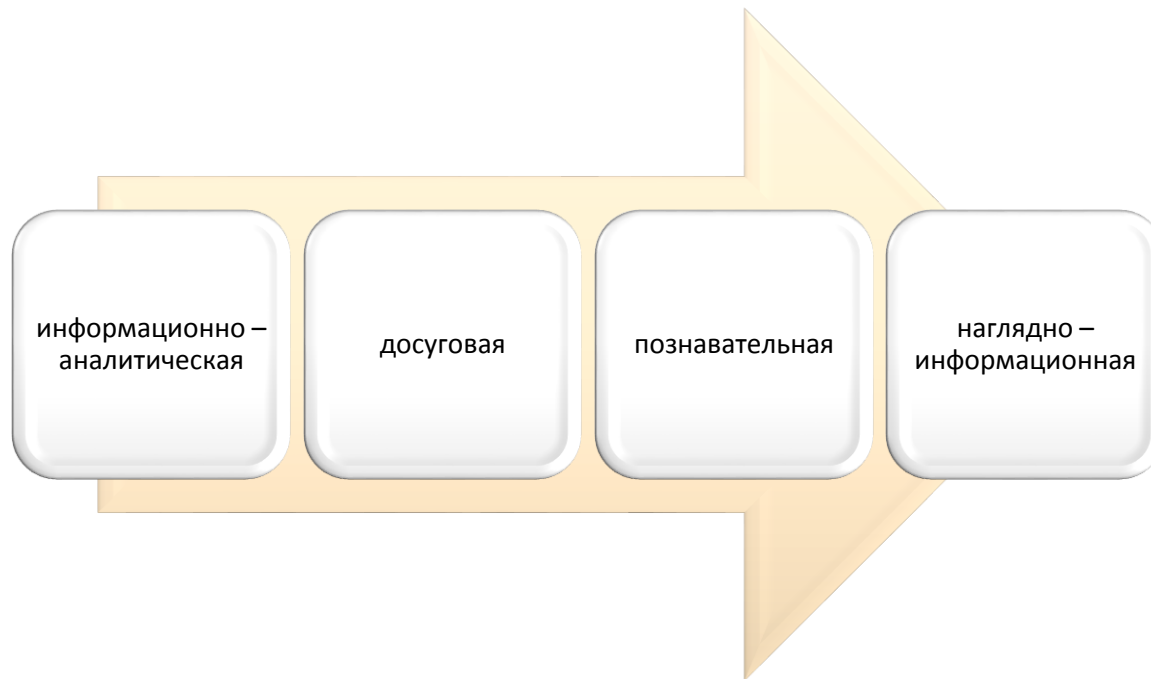 информационно –
аналитическая
досуговая
познавательная
наглядно –
информационная